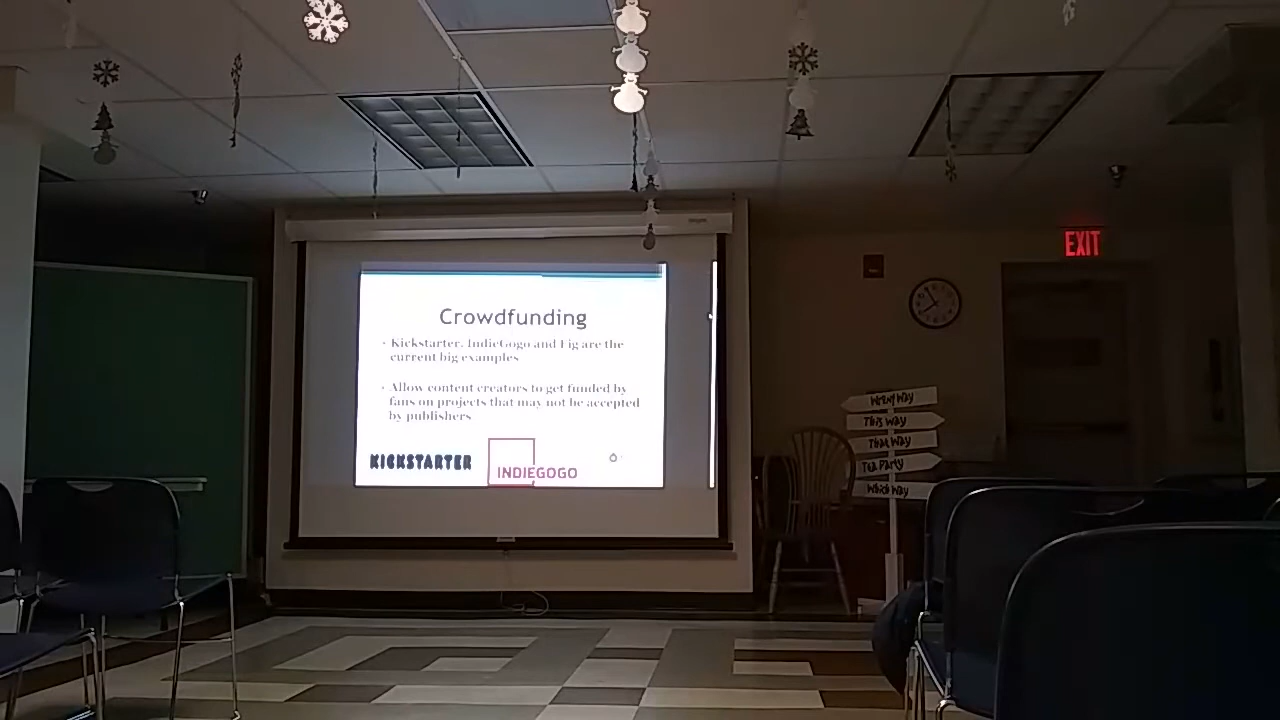 EXIT
Crowdfunding
• Kickstarter, IndieGogo and Fig are the
current big examples
• Allow content creators to get funded by
fans on projects that may not be accepted
by publishers
KICKSTARTER
INDIEGOGO
This Way
That Way
Tea Party
Which Way